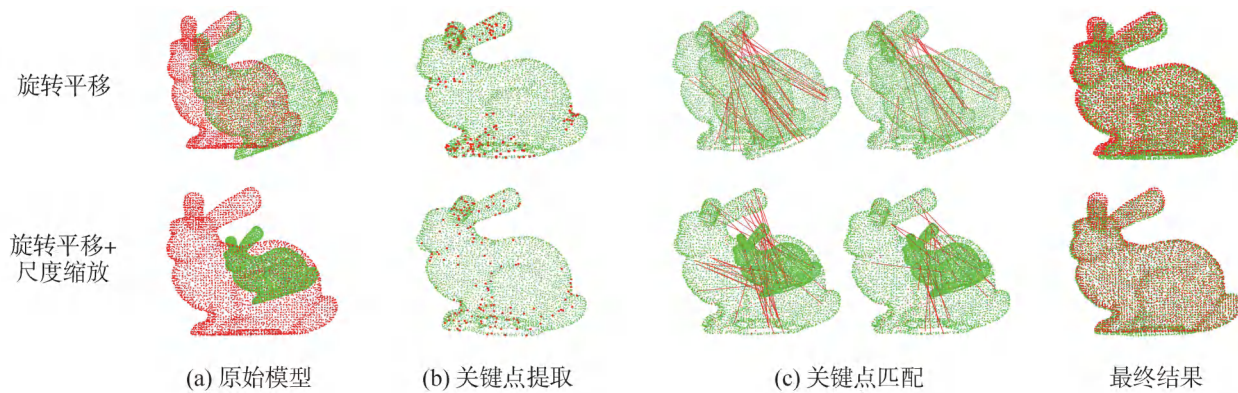 旋转平移
旋转平移+
尺度缩放
(a) 原始模型
(b) 关键点提取
(c) 关键点匹配
最终结果